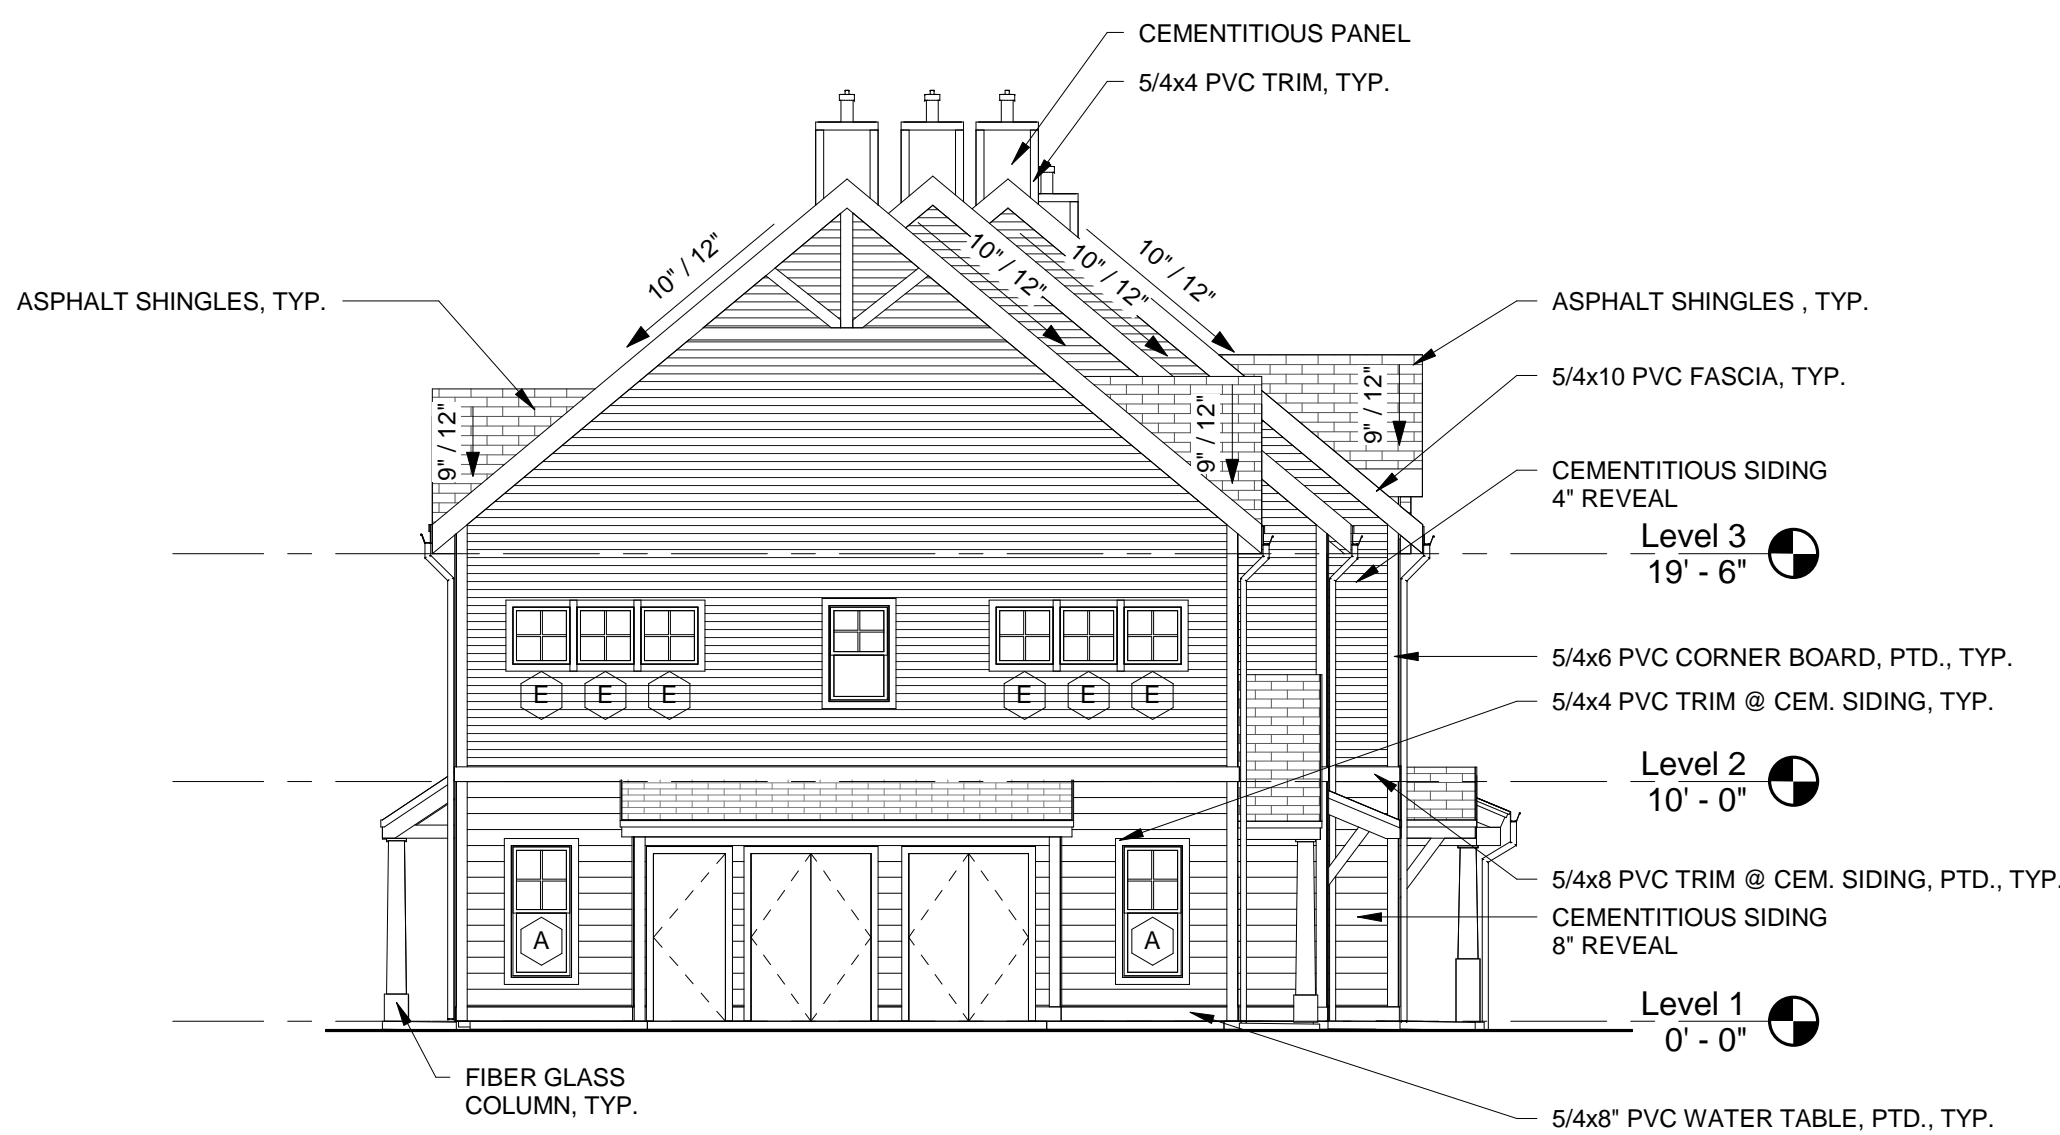 CEMENTITIOUS PANEL
5/4x4 PVC TRIM, TYP.
10" / 12"
10" / 12"
10" / 12"
10" / 12"
ASPHALT SHINGLES, TYP.
ASPHALT SHINGLES , TYP.
5/4x10 PVC FASCIA, TYP.
9" / 12"
9" / 12"
9" / 12"
CEMENTITIOUS SIDING
4" REVEAL
Level 3
19' - 6"
5/4x6 PVC CORNER BOARD, PTD., TYP.
E E E E E E
5/4x4 PVC TRIM @ CEM. SIDING, TYP.
Level 2
10' - 0"
5/4x8 PVC TRIM @ CEM. SIDING, PTD., TYP.
CEMENTITIOUS SIDING
8" REVEAL
A A
Level 1
0' - 0"
FIBER GLASS
COLUMN, TYP.
5/4x8" PVC WATER TABLE, PTD., TYP.